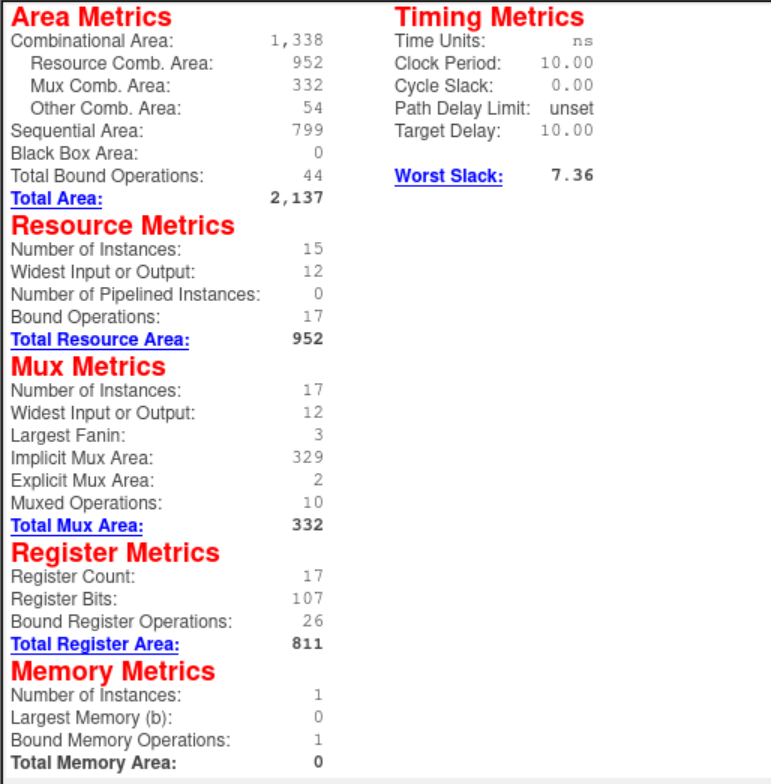 Area Metrics
Combinational Area: 1,338
Resource Comb. Area: 952
Mux Comb. Area: 332
Other Comb. Area: 54
Sequential Area: 799
Black Box Area: 0
Total Bound Operations: 44
Total Area: 2,137
Resource Metrics
Number of Instances: 15
Widest Input or Output: 12
Number of Pipelined Instances: 0
Bound Operations: 17
Total Resource Area: 952
Mux Metrics
Number of Instances: 17
Widest Input or Output: 12
Largest Fanin: 3
Implicit Mux Area: 329
Explicit Mux Area: 2
Muxed Operations: 10
Total Mux Area: 332
Register Metrics
Register Count: 17
Register Bits: 107
Bound Register Operations: 26
Total Register Area: 811
Memory Metrics
Number of Instances: 1
Largest Memory (b): 0
Bound Memory Operations: 1
Total Memory Area: 0
Timing Metrics
Time Units: ns
Clock Period: 10.00
Cycle Slack: 0.00
Path Delay Limit: unset
Target Delay: 10.00
Worst Slack: 7.36